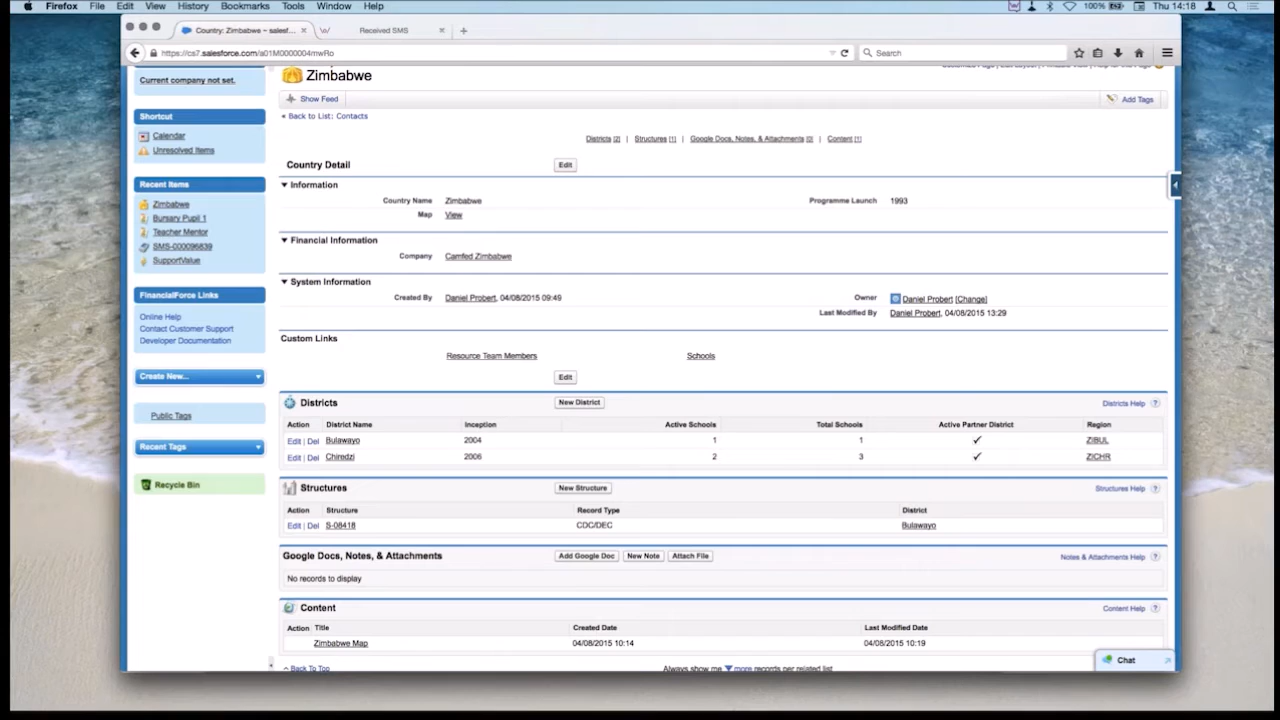 Firefox File Edit View History Bookmarks Tools Window Help 100% Thu 14:18
Country: Zimbabwe ~ salesf... × \W Received SMS × +
https://cs7.salesforce.com/a01M0000004mwRo Search
Current company not set.
Zimbabwe
Show Feed Add Tags
« Back to List: Contacts
Shortcut
Calendar
Unresolved Items
Districts [2] | Structures [1] | Google Docs, Notes, & Attachments [0] | Content [1]
Country Detail Edit
Recent Items
Zimbabwe
Bursary Pupil 1
Teacher Mentor
SMS-000096839
SupportValue
Information
Country Name Zimbabwe Programme Launch 1993
Map View
Financial Information
Company Camfed Zimbabwe
System Information
Created By Daniel Probert, 04/08/2015 09:49 Owner Daniel Probert [Change]
Last Modified By Daniel Probert, 04/08/2015 13:29
FinancialForce Links
Online Help
Contact Customer Support
Developer Documentation
Custom Links
Resource Team Members Schools
Edit
Create New...
Public Tags
Recent Tags
Recycle Bin
Districts New District Districts Help ?
Action District Name Inception Active Schools Total Schools Active Partner District Region
Edit | Del Bulawayo 2004 1 1 ✓ ZIBUL
Edit | Del Chiredzi 2006 2 3 ✓ ZICHR
Structures New Structure Structures Help ?
Action Structure Record Type District
Edit | Del S-08418 CDC/DEC Bulawayo
Google Docs, Notes, & Attachments Add Google Doc New Note Attach File Notes & Attachments Help ?
No records to display
Content Content Help ?
Action Title Created Date Last Modified Date
Zimbabwe Map 04/08/2015 10:14 04/08/2015 10:19
Back To Top Always show me more records per related list
Chat